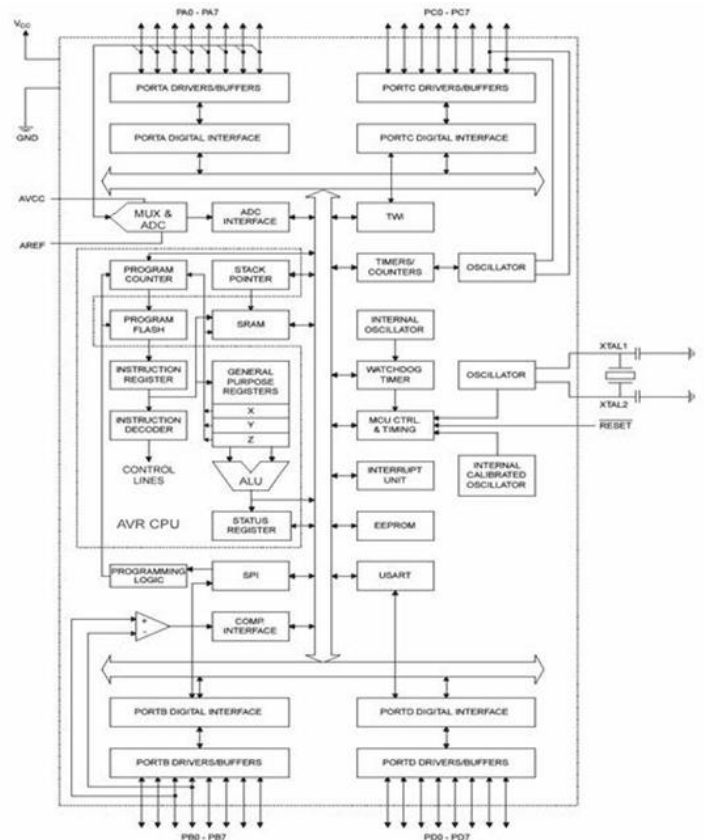 PA0 - PA7
PC0 - PC7
VCC
PORTA DRIVERS/BUFFERS
PORTC DRIVERS/BUFFERS
GND
PORTA DIGITAL INTERFACE
PORTC DIGITAL INTERFACE
AVCC
MUX &
ADC
ADC
INTERFACE
TWI
AREF
PROGRAM
COUNTER
STACK
POINTER
TIMERS/
COUNTERS
OSCILLATOR
PROGRAM
FLASH
SRAM
INTERNAL
OSCILLATOR
XTAL1
INSTRUCTION
REGISTER
GENERAL
PURPOSE
REGISTERS
WATCHDOG
TIMER
OSCILLATOR
X
XTAL2
INSTRUCTION
DECODER
Y
MCU CTRL.
& TIMING
RESET
Z
CONTROL
LINES
ALU
INTERRUPT
UNIT
INTERNAL
CALIBRATED
OSCILLATOR
AVR CPU
STATUS
REGISTER
EEPROM
PROGRAMMING
LOGIC
SPI
USART
+
-
COMP.
INTERFACE
PORTB DIGITAL INTERFACE
PORTD DIGITAL INTERFACE
PORTB DRIVERS/BUFFERS
PORTD DRIVERS/BUFFERS
PB0 - PB7
PD0 - PD7